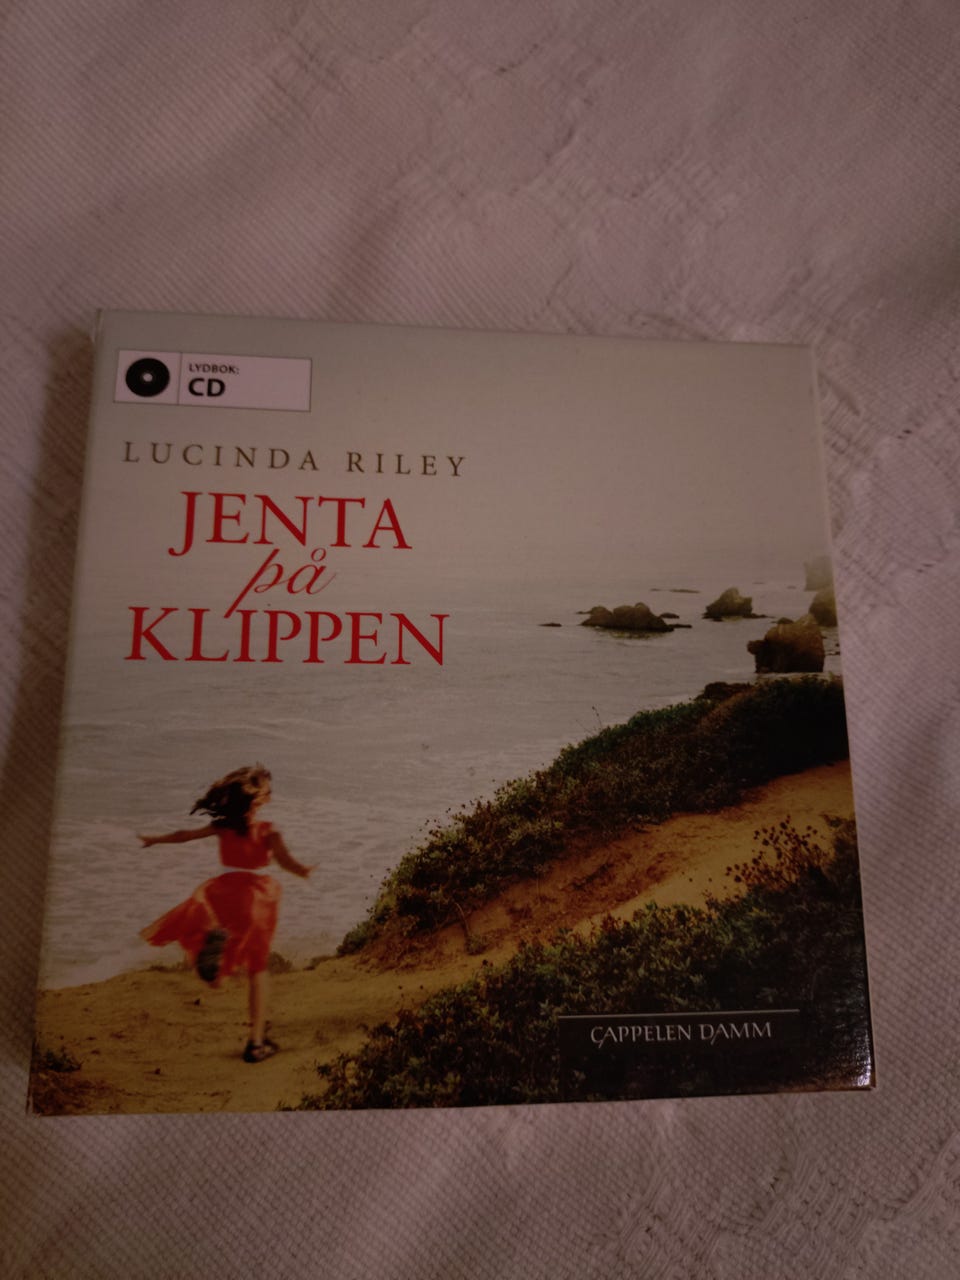 LYDBOK:
CD
LUCINDA RILEY
JENTA
på
KLIPPEN
CAPPELEN DAMM